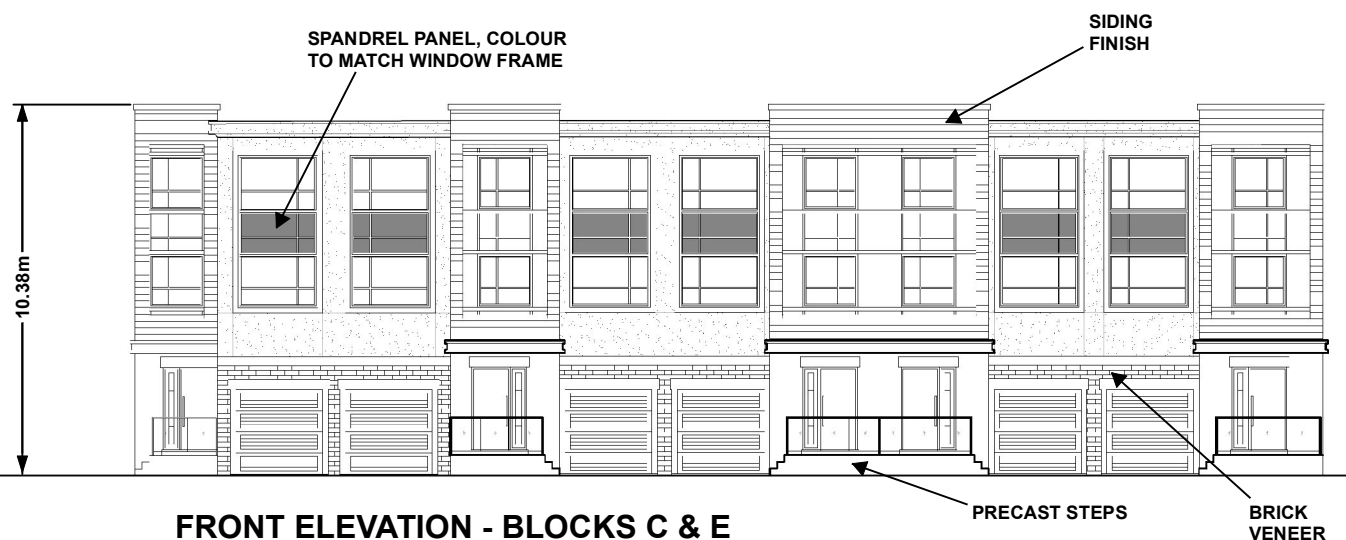 SIDING
FINISH
SPANDREL PANEL, COLOUR
TO MATCH WINDOW FRAME
10.38m
PRECAST STEPS
BRICK
VENEER
FRONT ELEVATION - BLOCKS C & E